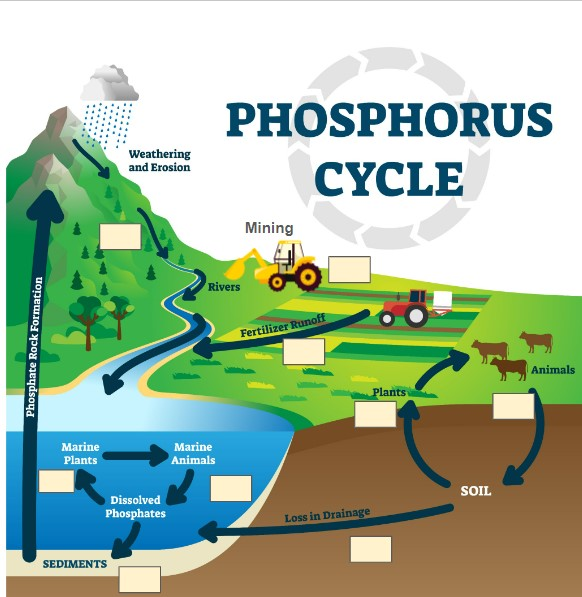 PHOSPHORUS
CYCLE
Weathering
and Erosion
Mining
Rivers
Phosphate Rock Formation
Fertilizer Runoff
Plants
Animals
Marine
Plants
Marine
Animals
Dissolved
Phosphates
SOIL
Loss in Drainage
SEDIMENTS